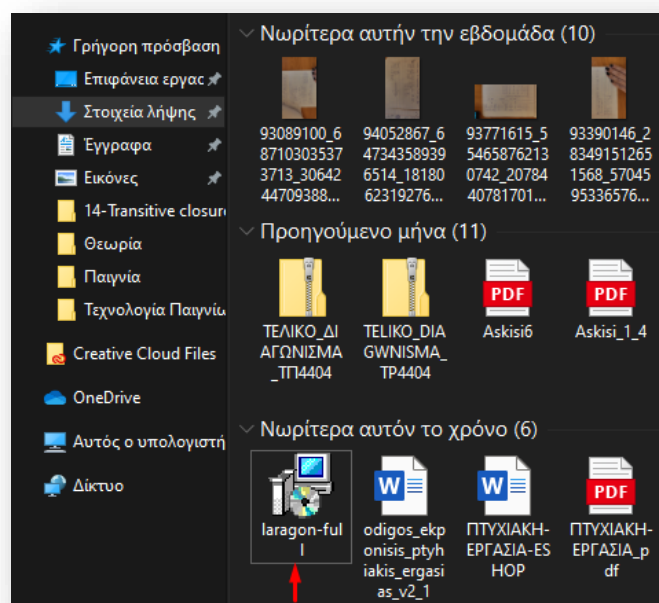 Γρήγορη πρόσβαση
Επιφάνεια εργασ
Στοιχεία λήψης
Έγγραφα
Εικόνες
14-Transitive closur
Θεωρία
Παιγνία
Τεχνολογία Παιγνίω
Creative Cloud Files
OneDrive
Αυτός ο υπολογιστή
Δίκτυο
Νωρίτερα αυτήν την εβδομάδα (10)
93089100_6
8710303537
3713_30642
44709388...
94052867_6
4734358939
6514_18180
62319276...
93771615_5
5465876213
0742_20784
40781701...
93390146_2
8349151265
1568_57045
95336576...
Προηγούμενο μήνα (11)
ΤΕΛΙΚΟ_ΔΙ
ΑΓΩΝΙΣΜΑ
_ΤΠ4404
TELIKO_DIA
GWNISMA_
TP4404
PDF
Askisi6
PDF
Askisi_1_4
Νωρίτερα αυτόν το χρόνο (6)
laragon-ful
l
W
odigos_ekp
onisis_ptyh
iakis_ergasi
as_v2_1
W
ΠΤΥΧΙΑΚΗ-
ΕΡΓΑΣΙΑ-ES
HOP
PDF
ΠΤΥΧΙΑΚΗ-
ΕΡΓΑΣΙΑ_p
df